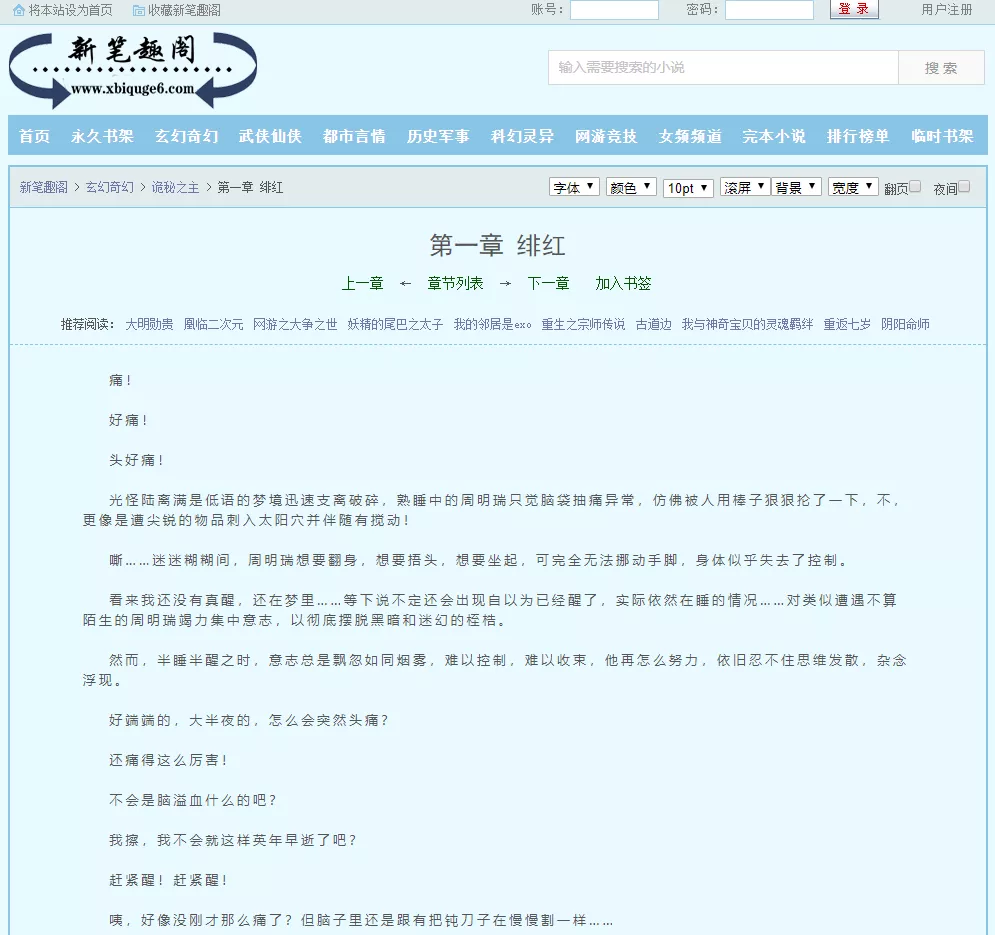 将本站设为首页 收藏新笔趣阁 账号： 密码： 登 录 用户注册
新笔趣阁
www.xbiquge6.com
输入需要搜索的小说 搜 索
首页 永久书架 玄幻奇幻 武侠仙侠 都市言情 历史军事 科幻灵异 网游竞技 女频频道 完本小说 排行榜单 临时书架
新笔趣阁 > 玄幻奇幻 > 诡秘之主 > 第一章 绯红 字体 颜色 10pt 滚屏 背景 宽度 翻页 夜间
第一章 绯红
上一章 ← 章节列表 → 下一章 加入书签
推荐阅读： 大明勋贵 凰临二次元 网游之大争之世 妖精的尾巴之太子 我的邻居是exo 重生之宗师传说 古道边 我与神奇宝贝的灵魂羁绊 重返七岁 阴阳命师
痛！
好痛！
头好痛！
光怪陆离满是低语的梦境迅速支离破碎，熟睡中的周明瑞只觉脑袋抽痛异常，仿佛被人用棒子狠狠抡了一下，不，
更像是遭尖锐的物品刺入太阳穴并伴随有搅动！
嘶……迷迷糊糊间，周明瑞想要翻身，想要捂头，想要坐起，可完全无法挪动手脚，身体似乎失去了控制。
看来我还没有真醒，还在梦里……等下说不定还会出现自以为已经醒了，实际依然在睡的情况……对类似遭遇不算
陌生的周明瑞竭力集中意志，以彻底摆脱黑暗和迷幻的桎梏。
然而，半睡半醒之时，意志总是飘忽如同烟雾，难以控制，难以收束，他再怎么努力，依旧忍不住思维发散，杂念
浮现。
好端端的，大半夜的，怎么会突然头痛？
还痛得这么厉害！
不会是脑溢血什么的吧？
我擦，我不会就这样英年早逝了吧？
赶紧醒！赶紧醒！
咦，好像没刚才那么痛了？但脑子里还是跟有把钝刀子在慢慢割一样……